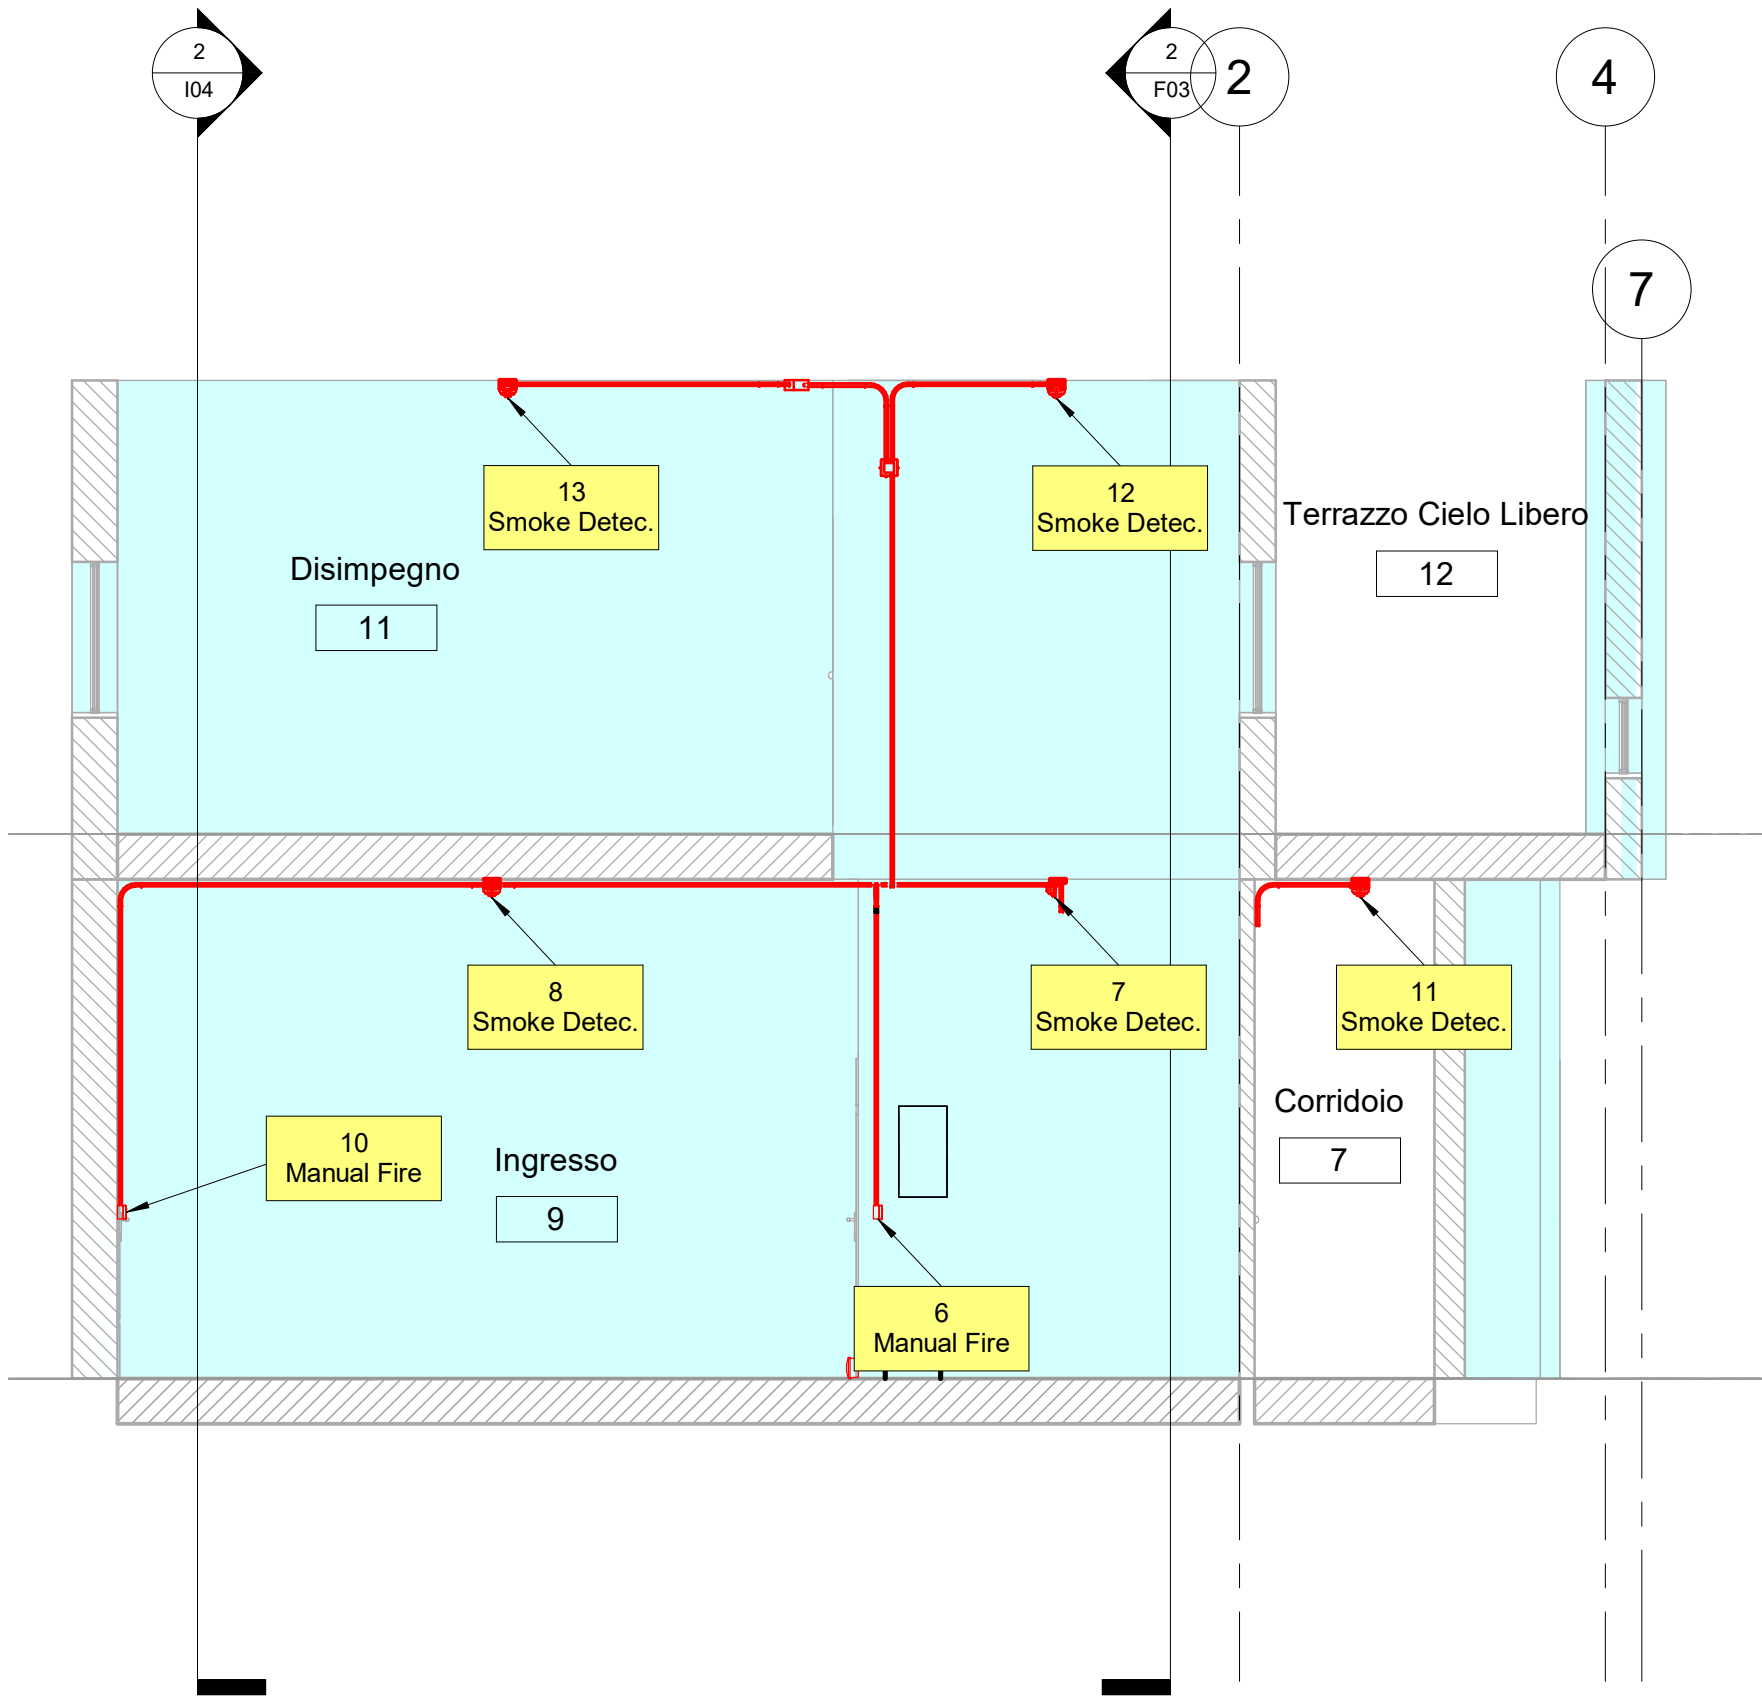 2
I04
2
F03
2
4
7
13
Smoke Detec.
12
Smoke Detec.
Terrazzo Cielo Libero
12
Disimpegno
11
8
Smoke Detec.
7
Smoke Detec.
11
Smoke Detec.
Corridoio
7
10
Manual Fire
Ingresso
9
6
Manual Fire